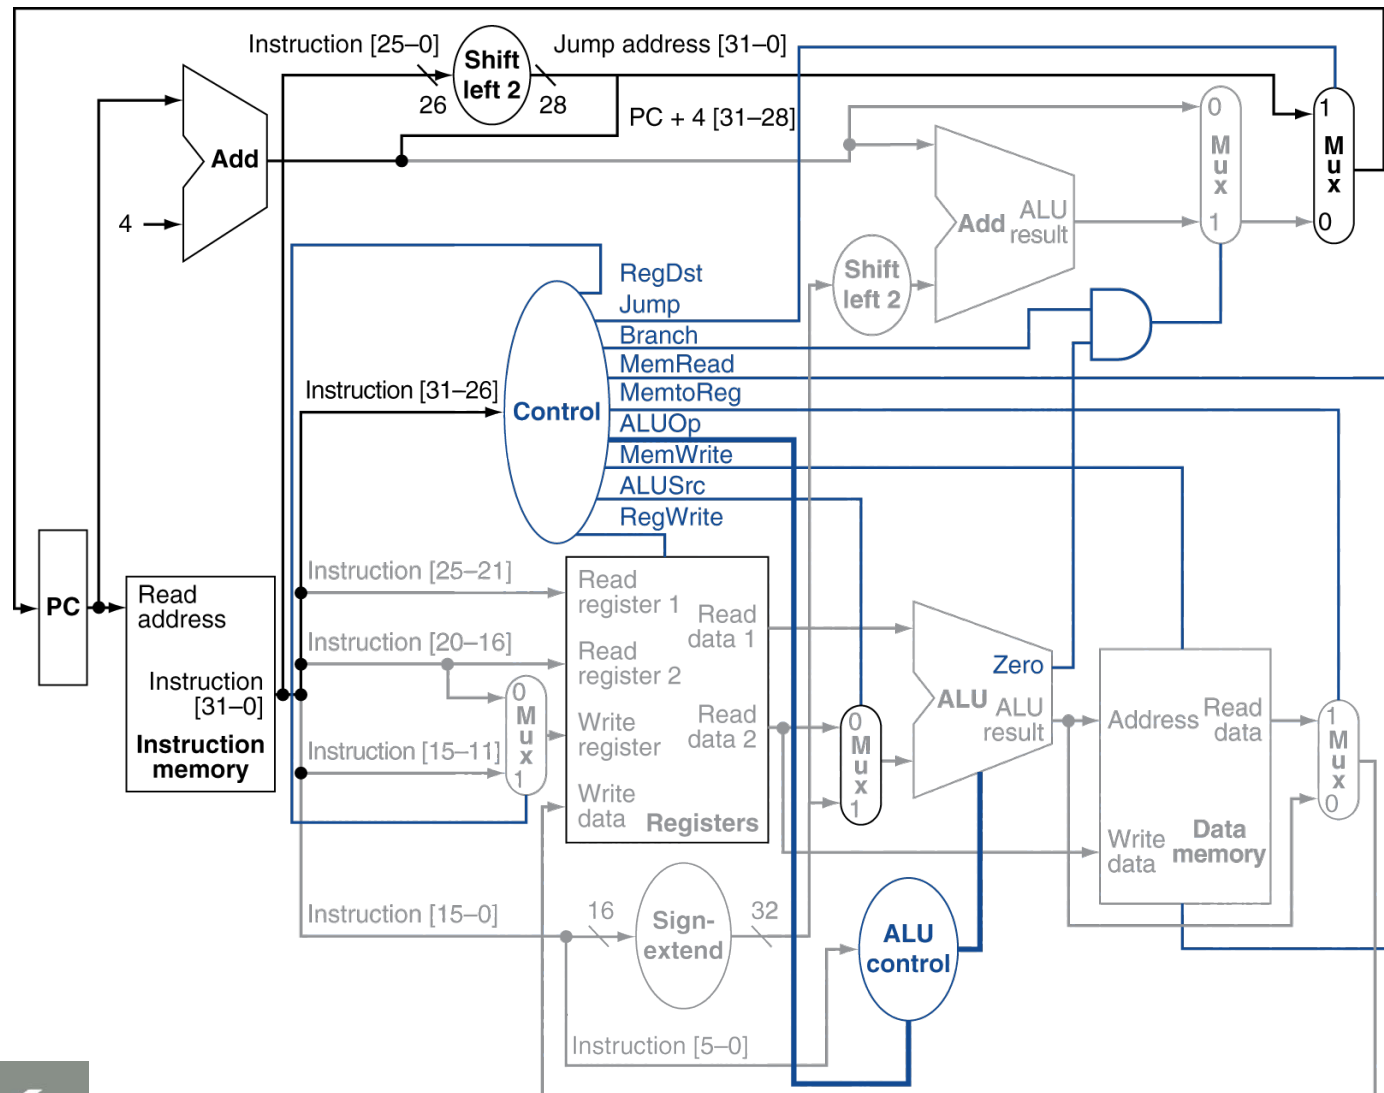 Instruction [25–0]
Shift
left 2
Jump address [31–0]
26
28
PC + 4 [31–28]
Add
4
0
M
u
x
1
1
M
u
x
0
Add
ALU
result
Shift
left 2
RegDst
Jump
Branch
MemRead
MemtoReg
ALUOp
MemWrite
ALUSrc
RegWrite
Instruction [31–26]
Control
PC
Read
address
Instruction
[31–0]
Instruction
memory
Instruction [25–21]
Instruction [20–16]
Instruction [15–11]
0
M
u
x
1
Read
register 1
Read
register 2
Write
register
Write
data
Read
data 1
Read
data 2
Registers
0
M
u
x
1
Zero
ALU
ALU
result
Address
Read
data
Write
data
Data
memory
1
M
u
x
0
Instruction [15–0]
16
Sign-
extend
32
ALU
control
Instruction [5–0]